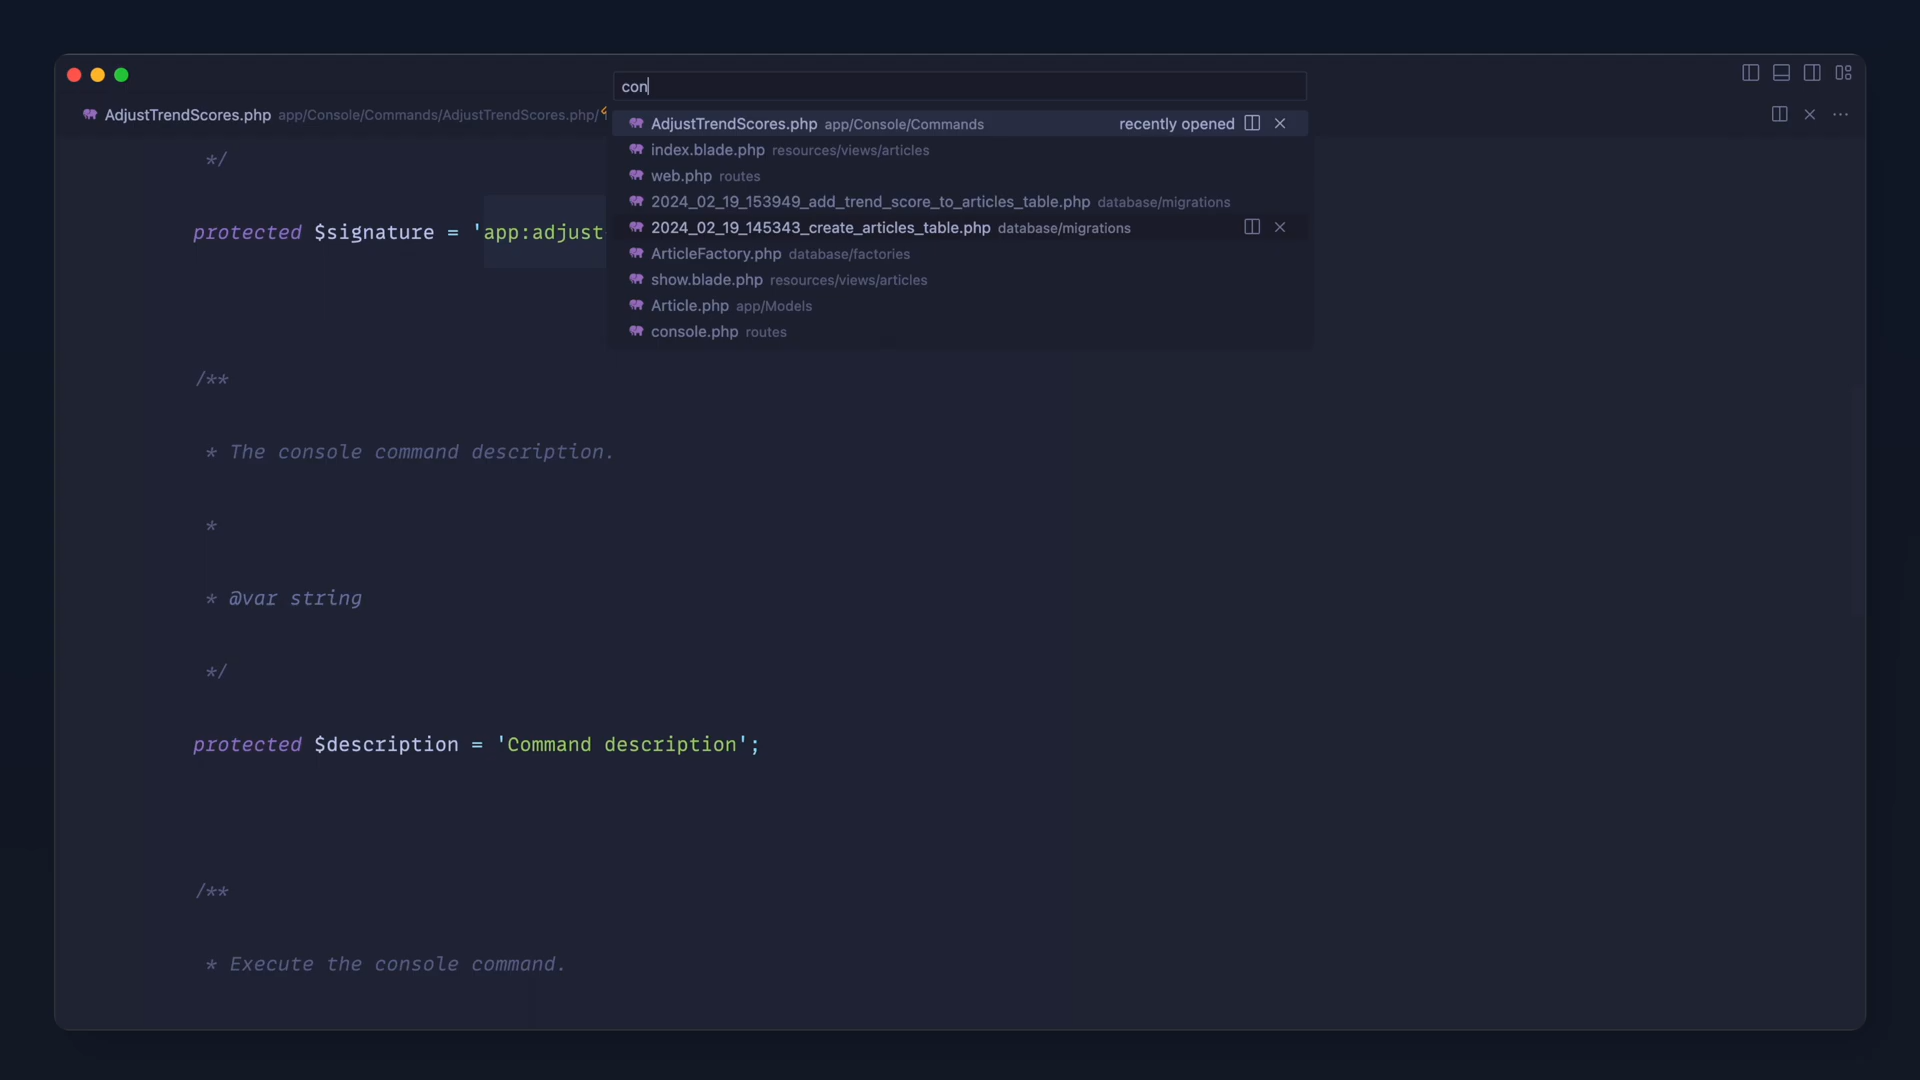 con
AdjustTrendScores.php app/Console/Commands/AdjustTrendScores.php/
AdjustTrendScores.php app/Console/Commands recently opened
index.blade.php resources/views/articles
web.php routes
2024_02_19_153949_add_trend_score_to_articles_table.php database/migrations
2024_02_19_145343_create_articles_table.php database/migrations
ArticleFactory.php database/factories
show.blade.php resources/views/articles
Article.php app/Models
console.php routes
*/
protected $signature = 'app:adjust-
/**
* The console command description.
*
* @var string
*/
protected $description = 'Command description';
/**
* Execute the console command.